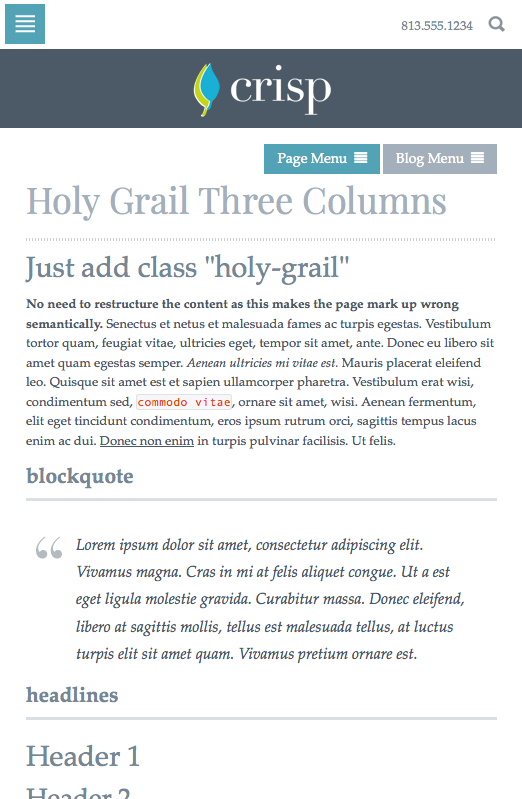 813.555.1234
crisp
Page Menu
Blog Menu
Holy Grail Three Columns
Just add class "holy-grail"
No need to restructure the content as this makes the page mark up wrong
semantically. Senectus et netus et malesuada fames ac turpis egestas. Vestibulum
tortor quam, feugiat vitae, ultricies eget, tempor sit amet, ante. Donec eu libero sit
amet quam egestas semper. Aenean ultricies mi vitae est. Mauris placerat eleifend
leo. Quisque sit amet est et sapien ullamcorper pharetra. Vestibulum erat wisi,
condimentum sed, commodo vitae, ornare sit amet, wisi. Aenean fermentum,
elit eget tincidunt condimentum, eros ipsum rutrum orci, sagittis tempus lacus
enim ac dui. Donec non enim in turpis pulvinar facilisis. Ut felis.
blockquote
“ Lorem ipsum dolor sit amet, consectetur adipiscing elit.
Vivamus magna. Cras in mi at felis aliquet congue. Ut a est
eget ligula molestie gravida. Curabitur massa. Donec eleifend,
libero at sagittis mollis, tellus est malesuada tellus, at luctus
turpis elit sit amet quam. Vivamus pretium ornare est.
headlines
Header 1
Header 2